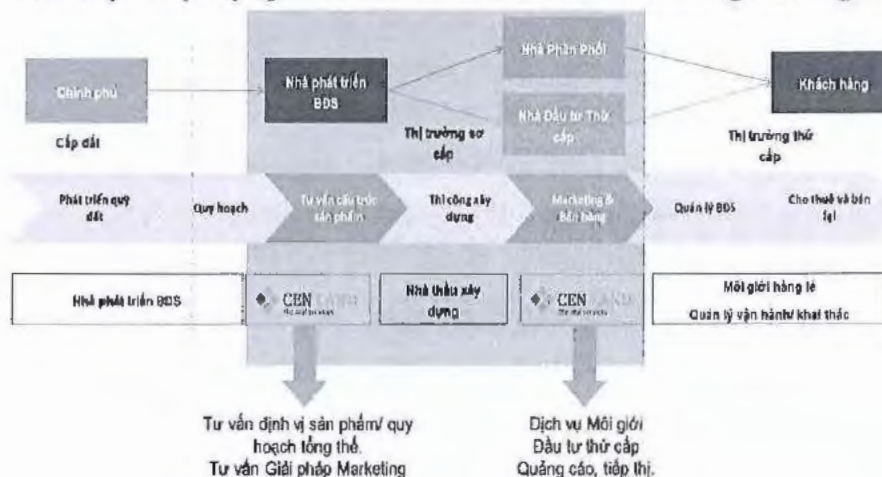 Nhà Phân Phối
Chính phủ
Nhà phát triển
BĐS
Khách hàng
Nhà Đầu tư Thứ
cấp
Cấp đất
Thị trường sơ
cấp
Thị trường thứ
cấp
Phát triển quỹ
đất
Quy hoạch
Tư vấn cấu trúc
sản phẩm
Thi công xây
dựng
Marketing &
Bán hàng
Quản lý BĐS
Cho thuê và bán
lại
Nhà phát triển BĐS
CENLAND
Nhà thầu xây
dựng
CENLAND
Môi giới hàng lẻ
Quản lý vận hành/ khai thác
Tư vấn định vị sản phẩm/ quy
hoạch tổng thể.
Tư vấn Giải pháp Marketing
Dịch vụ Môi giới
Đầu tư thứ cấp
Quảng cáo, tiếp thị.